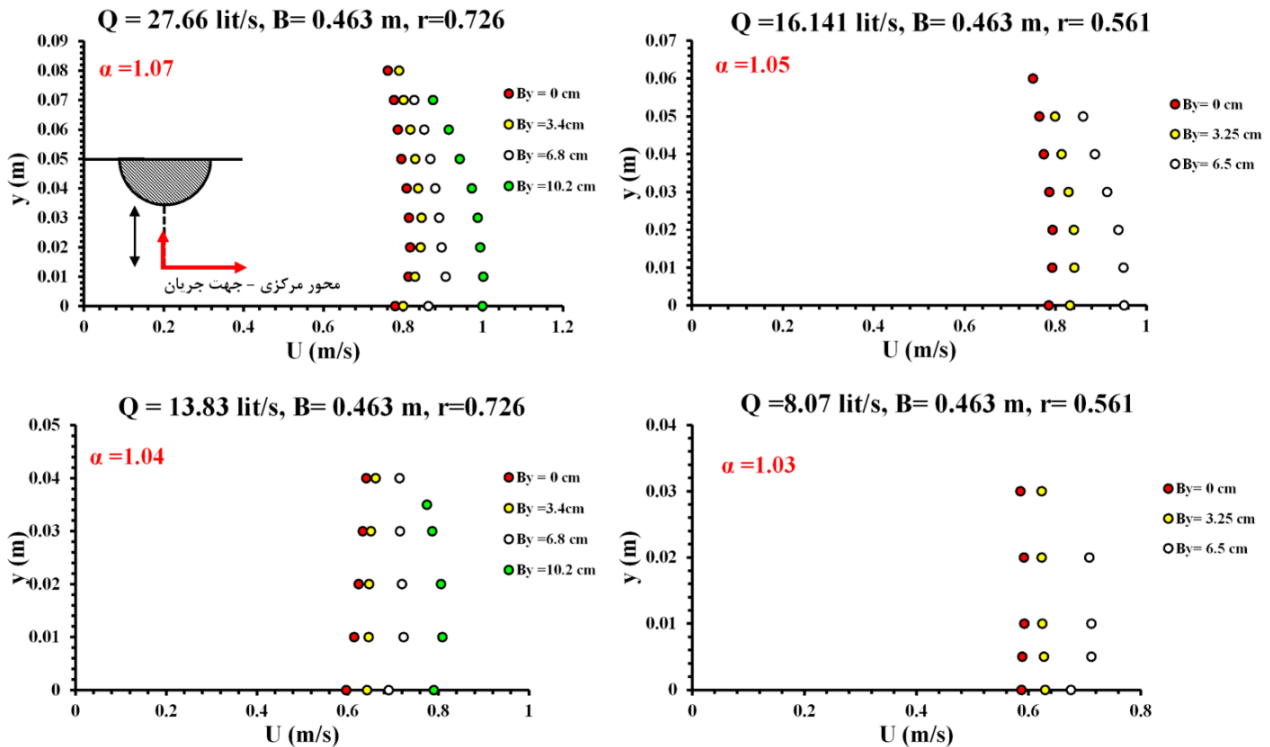 Q = 27.66 lit/s, B= 0.463 m, r=0.726
α =1.07
y (m)
0.09
0.08
0.07
0.06
0.05
0.04
0.03
0.02
0.01
0
محور مرکزی - جهت جریان
0 0.2 0.4 0.6 0.8 1 1.2
U (m/s)
By = 0 cm
By =3.4cm
By =6.8 cm
By =10.2 cm
Q =16.141 lit/s, B= 0.463 m, r= 0.561
α =1.05
y (m)
0.07
0.06
0.05
0.04
0.03
0.02
0.01
0
0 0.2 0.4 0.6 0.8 1
U (m/s)
By= 0 cm
By = 3.25 cm
By= 6.5 cm
Q = 13.83 lit/s, B= 0.463 m, r=0.726
α =1.04
y (m)
0.05
0.04
0.03
0.02
0.01
0
0 0.2 0.4 0.6 0.8 1
U (m/s)
By = 0 cm
By =3.4cm
By =6.8 cm
By =10.2 cm
Q =8.07 lit/s, B= 0.463 m, r= 0.561
α =1.03
y (m)
0.04
0.03
0.02
0.01
0
0 0.2 0.4 0.6 0.8
U (m/s)
By= 0 cm
By= 3.25 cm
By= 6.5 cm